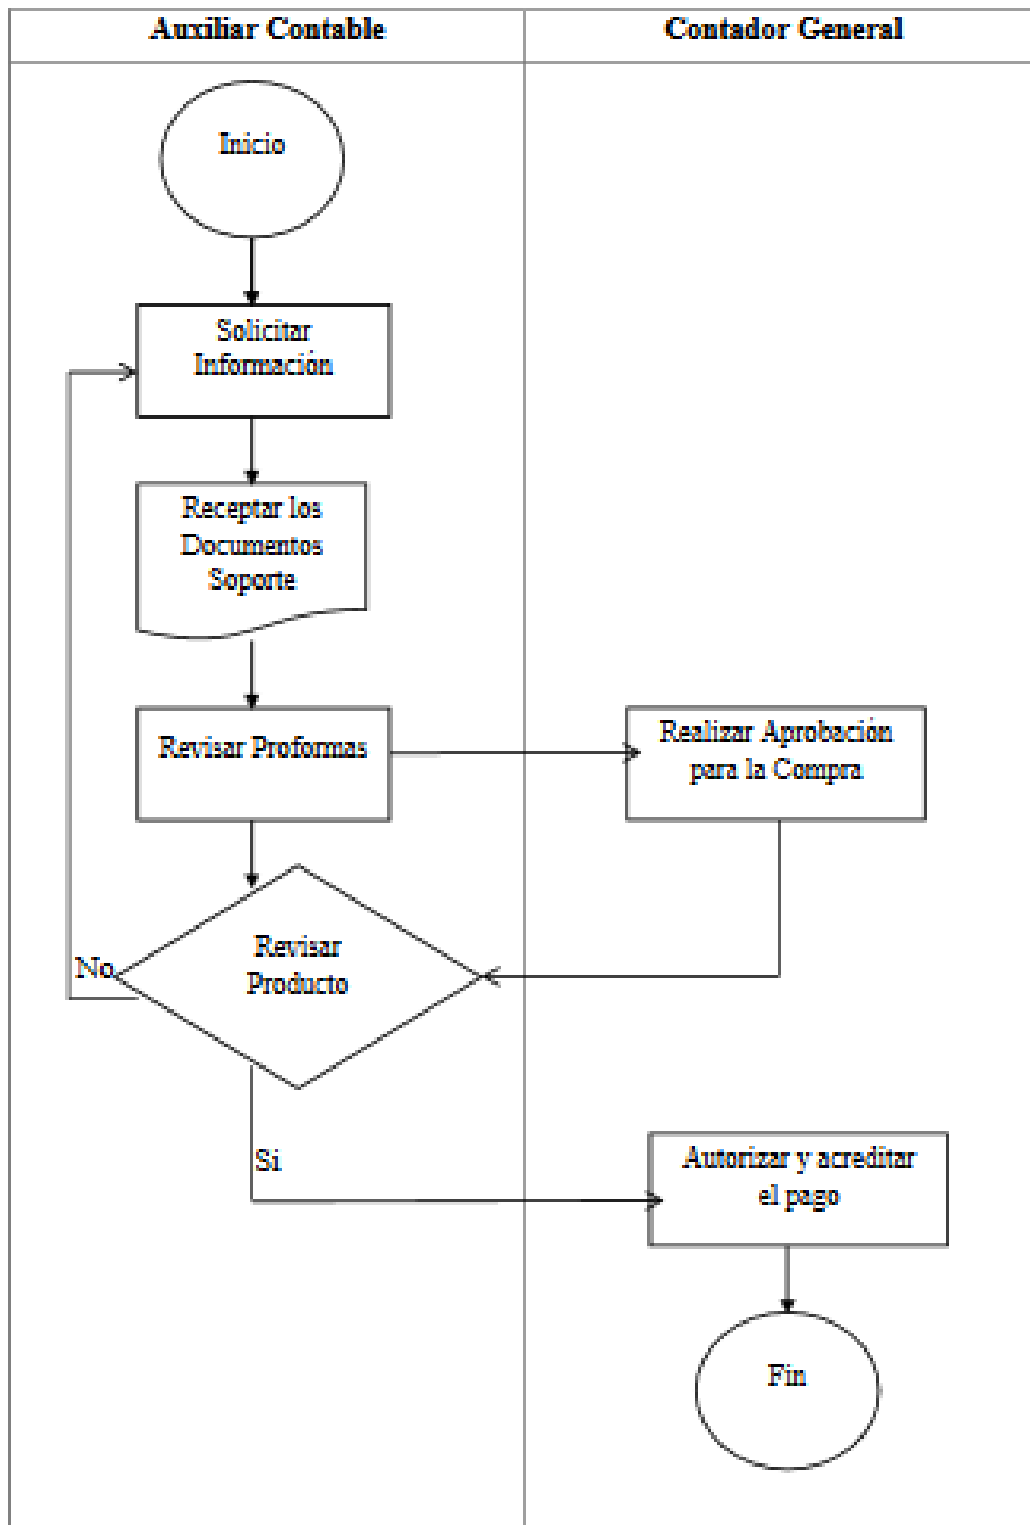 Auxiliar Contable
Contador General
Inicio
Solicitar
Información
Receptar los
Documentos
Soporte
Revisar Proformas
Realizar Aprobación
para la Compra
Revisar
Producto
No
Si
Autorizar y acreditar
el pago
Fin